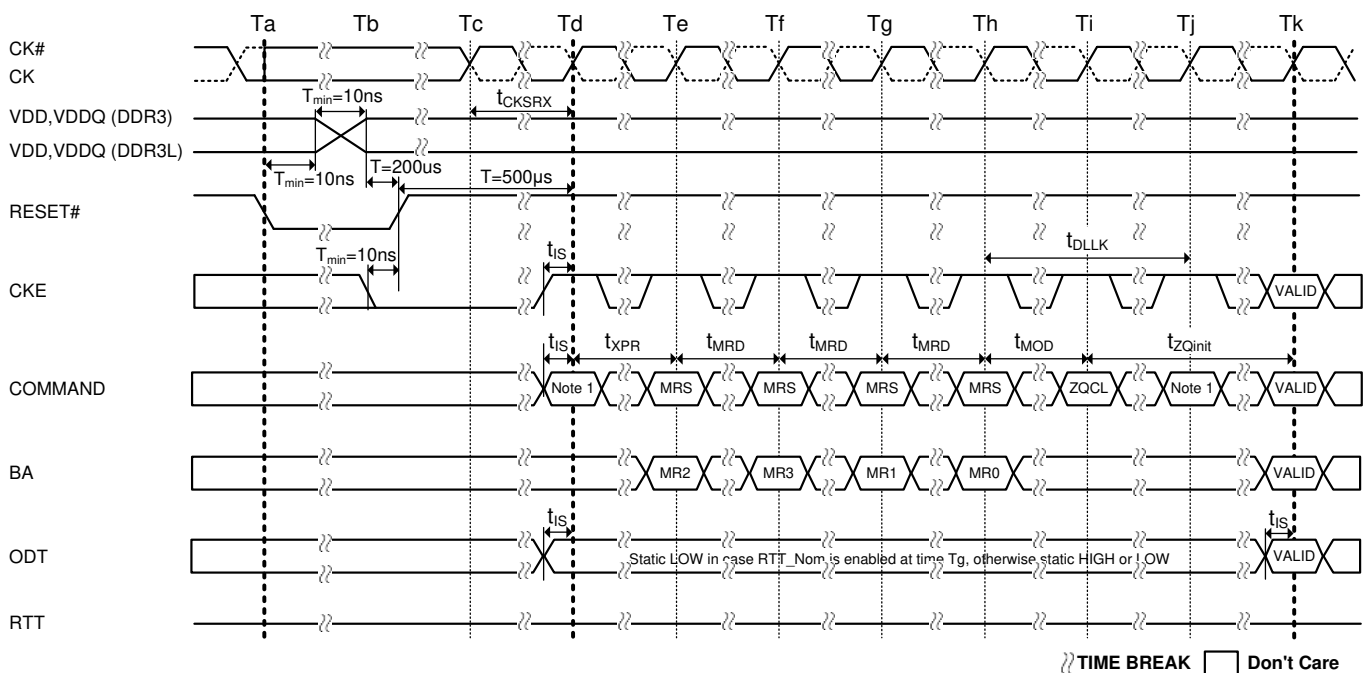 Ta Tb Tc Td Te Tf Tg Th Ti Tj Tk
CK#
CK
Tmin=10ns
tCKSRX
VDD,VDDQ (DDR3)
VDD,VDDQ (DDR3L)
Tmin=10ns
T=200us
T=500µs
RESET#
Tmin=10ns
tIS
tDLLK
CKE
VALID
tIS tXPR tMRD tMRD tMRD tMOD tZQinit
COMMAND
Note 1 MRS MRS MRS MRS ZQCL Note 1 VALID
BA
MR2 MR3 MR1 MR0 VALID
tIS tIS
ODT
Static LOW in case RTT_Nom is enabled at time Tg, otherwise static HIGH or LOW
VALID
RTT
TIME BREAK Don't Care